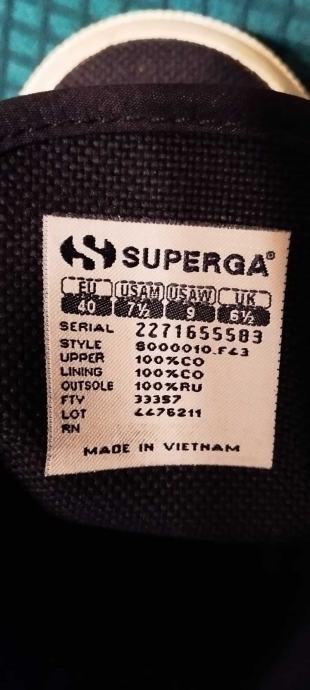 SUPERGA®
EU USAM USAW UK
40 7½ 9 6½
SERIAL 2271655583
STYLE S000010.F43
UPPER 100%CO
LINING 100%CO
OUTSOLE 100%RU
FTY 33357
LOT 4476211
RN
MADE IN VIETNAM